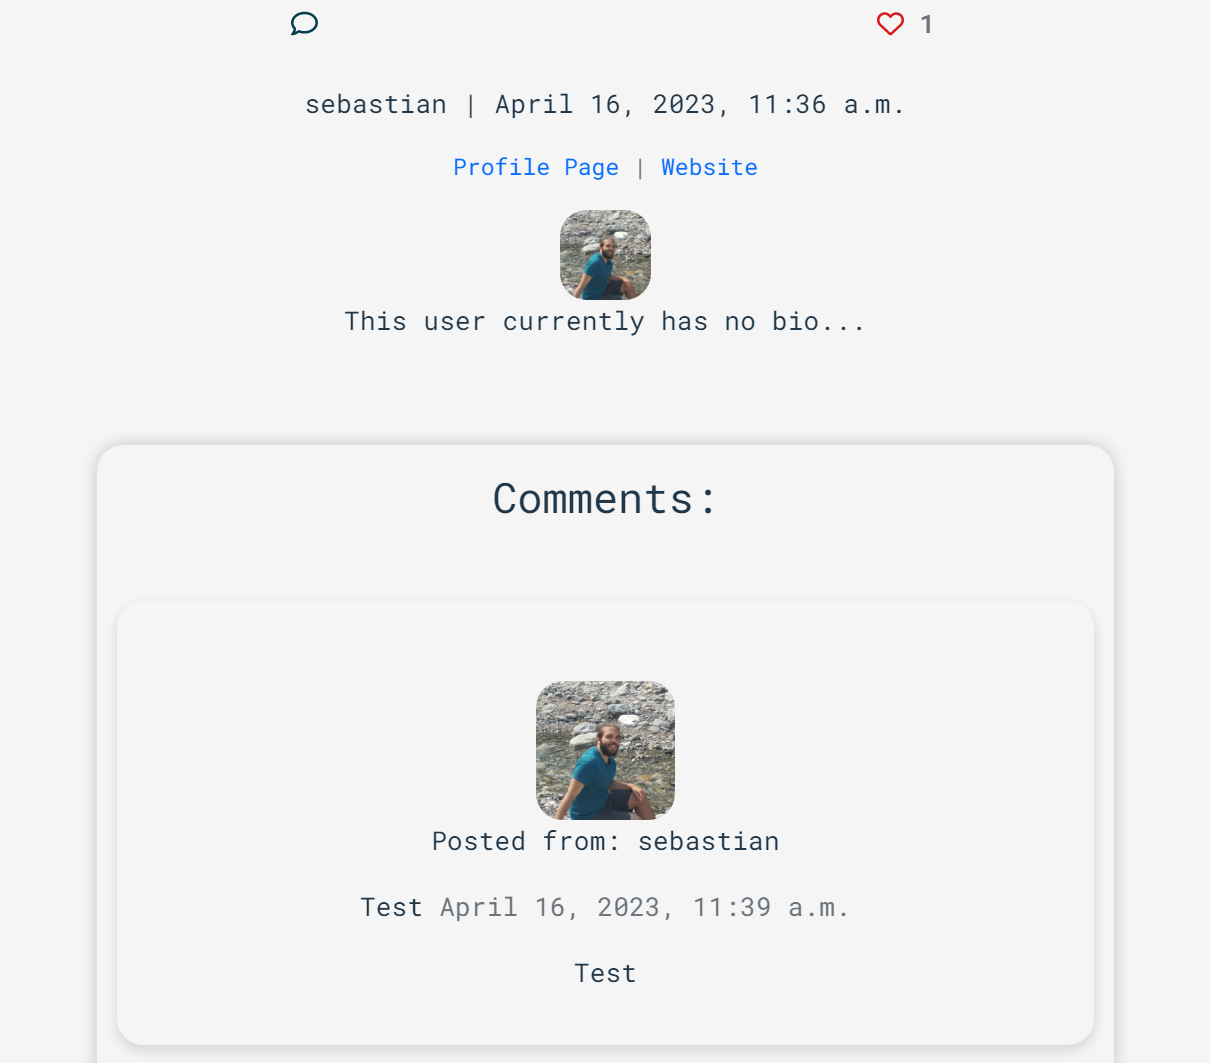 1
sebastian | April 16, 2023, 11:36 a.m.
Profile Page | Website
This user currently has no bio...
Comments:
Posted from: sebastian
Test April 16, 2023, 11:39 a.m.
Test